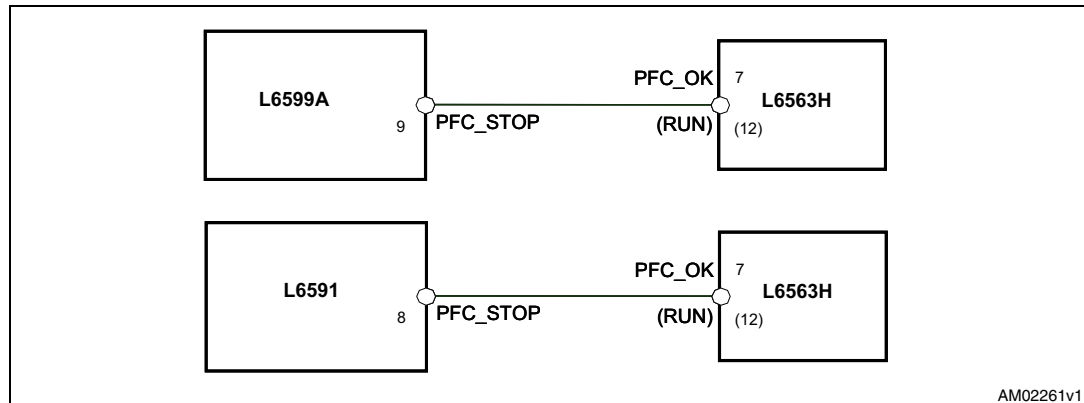 PFC_OK 7
L6599A L6563H
9 PFC_STOP (RUN) (12)
PFC_OK 7
L6591 L6563H
8 PFC_STOP (RUN) (12)
AM02261v1